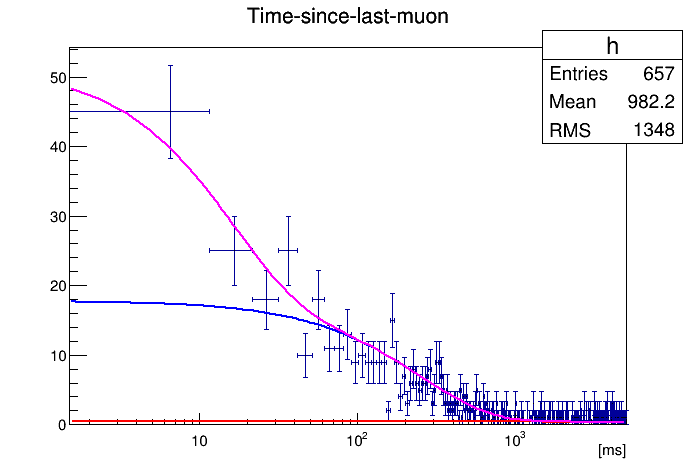 Time-since-last-muon
h
Entries 657
Mean 982.2
RMS 1348
50
40
30
20
10
0
10 10² 10³
[ms]